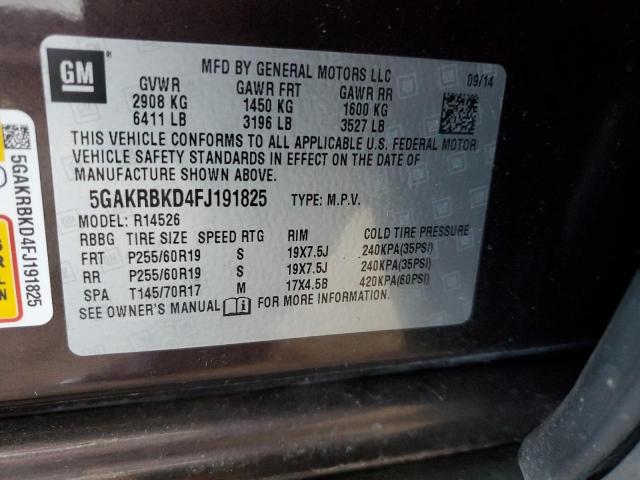 GM
MFD BY GENERAL MOTORS LLC 09/14
GVWR GAWR FRT GAWR RR
2908 KG 1450 KG 1600 KG
6411 LB 3196 LB 3527 LB
THIS VEHICLE CONFORMS TO ALL APPLICABLE U.S. FEDERAL MOTOR
VEHICLE SAFETY STANDARDS IN EFFECT ON THE DATE OF
MANUFACTURE SHOWN ABOVE.
5GAKRBKD4FJ191825 TYPE: M.P.V.
MODEL: R14526
RBBG TIRE SIZE SPEED RTG RIM COLD TIRE PRESSURE
FRT P255/60R19 S 19X7.5J 240KPA(35PSI)
RR P255/60R19 S 19X7.5J 240KPA(35PSI)
SPA T145/70R17 M 17X4.5B 420KPA(60PSI)
SEE OWNER'S MANUAL FOR MORE INFORMATION.
5GAKRBKD4FJ191825